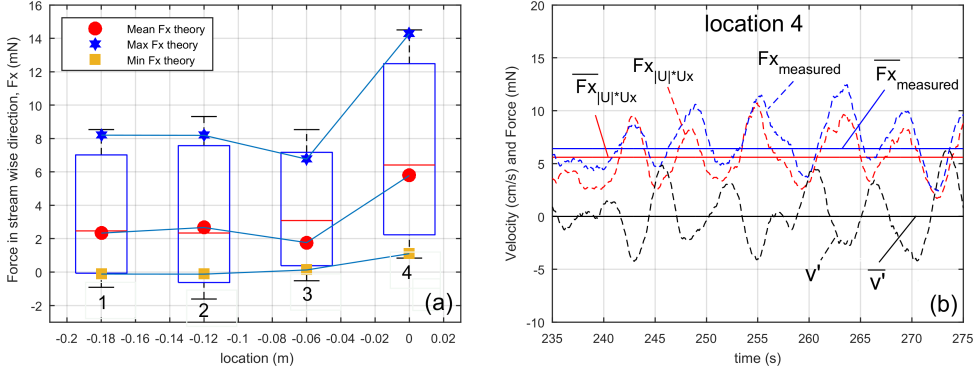 16
14
12
10
8
6
4
2
0
-2
Force in stream wise direction, Fx (mN)
Mean Fx theory
Max Fx theory
Min Fx theory
1
2
3
4
(a)
-0.2 -0.18 -0.16 -0.14 -0.12 -0.1 -0.08 -0.06 -0.04 -0.02 0 0.02
location (m)
20
15
10
5
0
-5
-10
Velocity (cm/s) and Force (mN)
location 4
Fx|U|*Ux
Fx|U|*Ux
Fxmeasured
Fxmeasured
v'
v'
(b)
235 240 245 250 255 260 265 270 275
time (s)